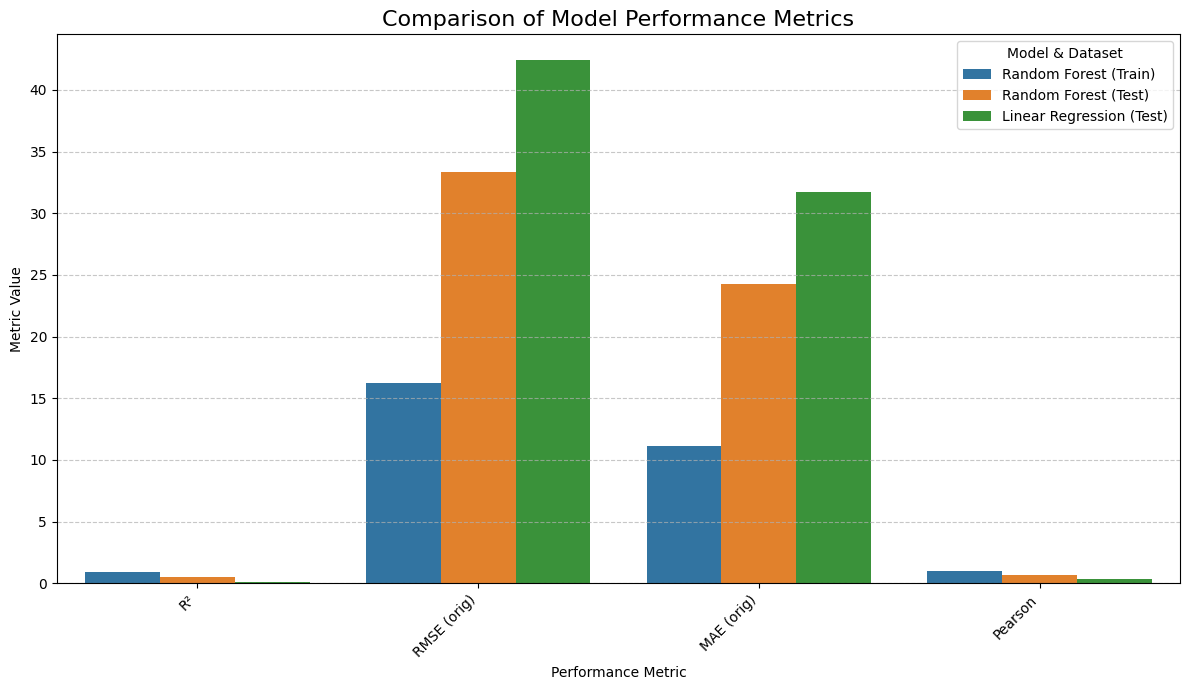 Comparison of Model Performance Metrics
Model & Dataset
Random Forest (Train)
Random Forest (Test)
Linear Regression (Test)
Metric Value
40
35
30
25
20
15
10
5
0
R²
RMSE (orig)
MAE (orig)
Pearson
Performance Metric